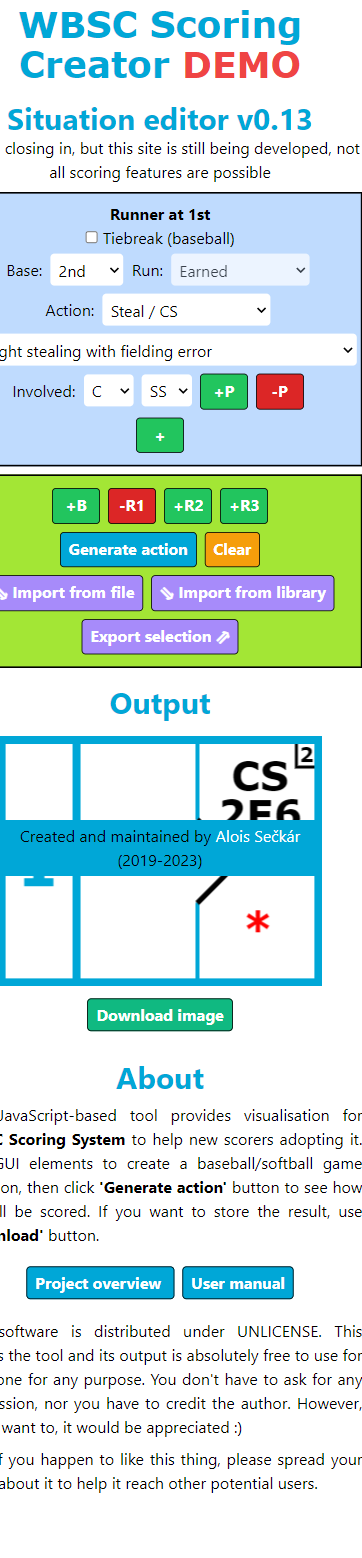 WBSC Scoring
Creator DEMO
Situation editor v0.13
closing in, but this site is still being developed, not
all scoring features are possible
Runner at 1st
Tiebreak (baseball)
Base: 2nd Run: Earned
Action: Steal / CS
ght stealing with fielding error
Involved: C SS +P -P
+
+B -R1 +R2 +R3
Generate action Clear
Import from file Import from library
Export selection
Output
2
CS
2E6
Created and maintained by Alois Sečkár
(2019-2023)
*
Download image
About
JavaScript-based tool provides visualisation for
C Scoring System to help new scorers adopting it.
GUI elements to create a baseball/softball game
on, then click 'Generate action' button to see how
ll be scored. If you want to store the result, use
nload' button.
Project overview User manual
software is distributed under UNLICENSE. This
s the tool and its output is absolutely free to use for
one for any purpose. You don't have to ask for any
ssion, nor you have to credit the author. However,
want to, it would be appreciated :)
f you happen to like this thing, please spread your
about it to help it reach other potential users.